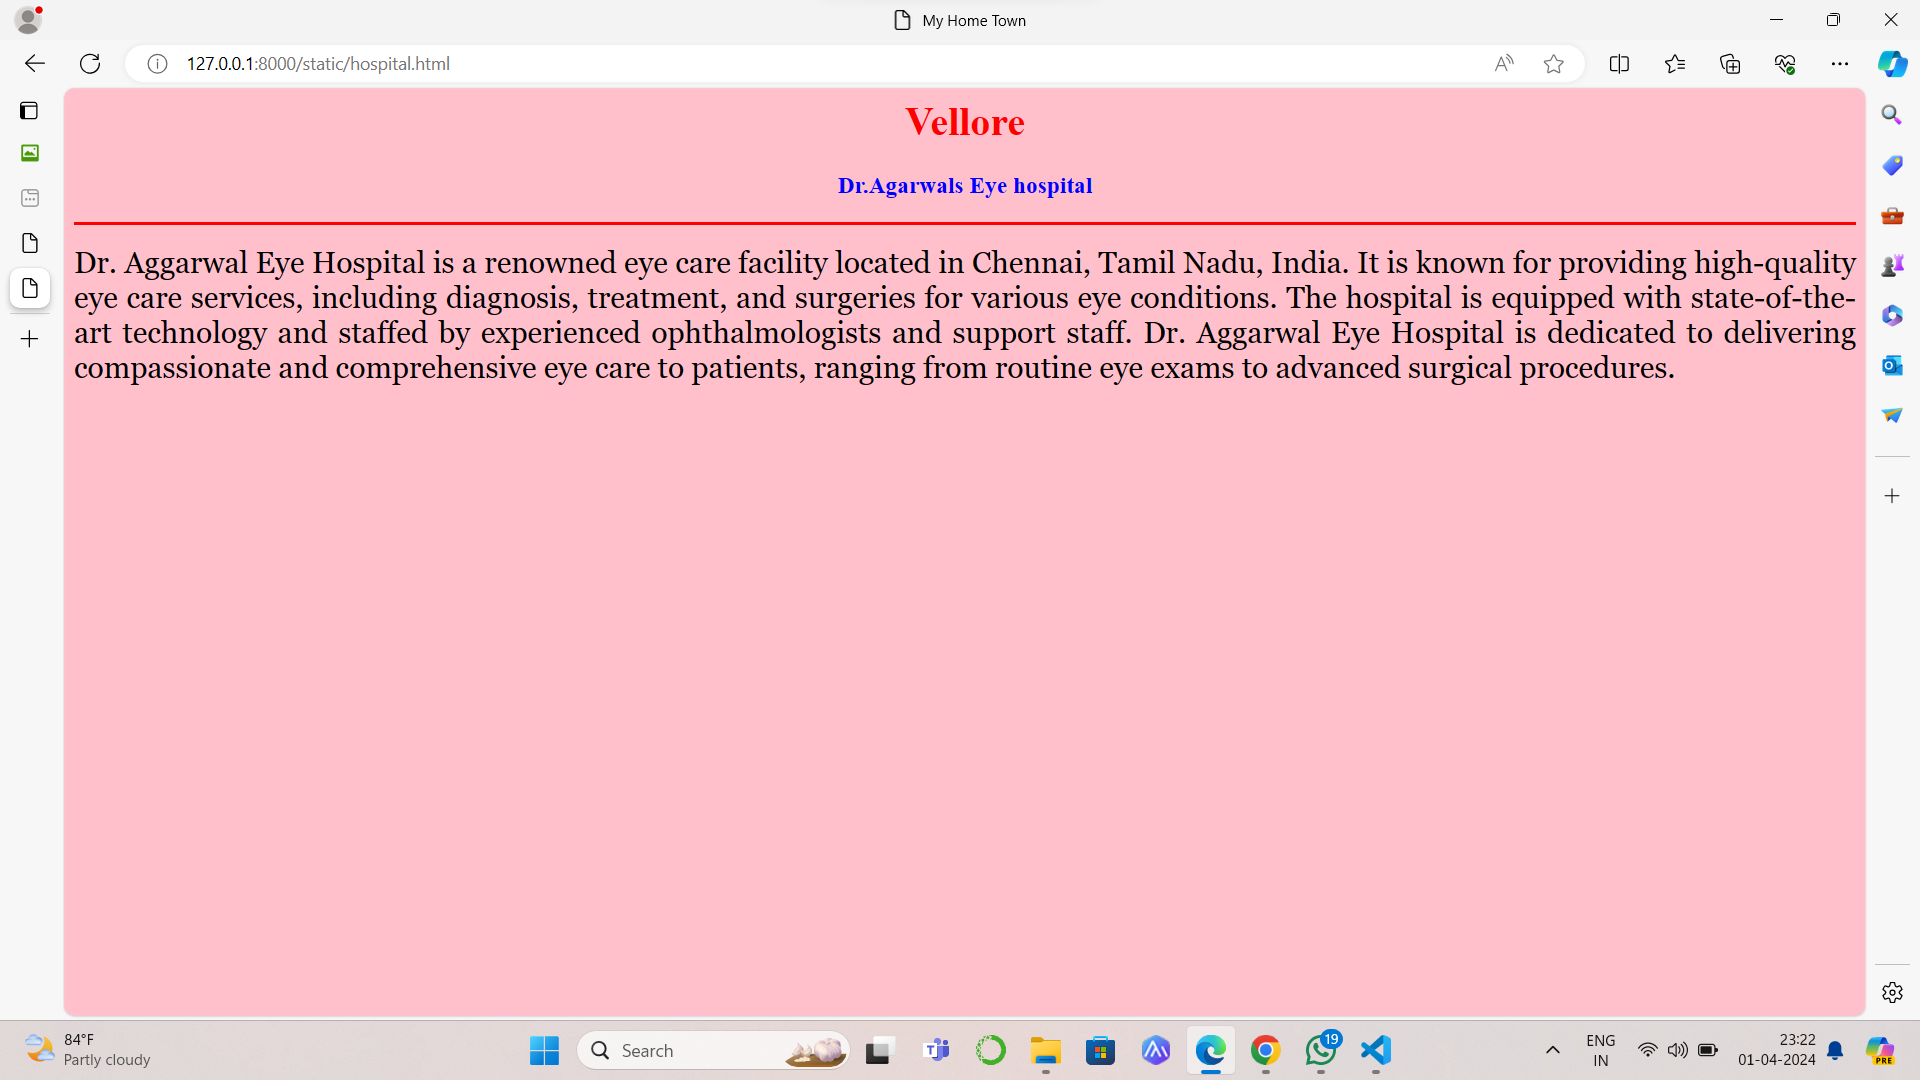 My Home Town
127.0.0.1:8000/static/hospital.html
Vellore
Dr.Agarwals Eye hospital
Dr. Aggarwal Eye Hospital is a renowned eye care facility located in Chennai, Tamil Nadu, India. It is known for providing high-quality
eye care services, including diagnosis, treatment, and surgeries for various eye conditions. The hospital is equipped with state-of-the-
art technology and staffed by experienced ophthalmologists and support staff. Dr. Aggarwal Eye Hospital is dedicated to delivering
compassionate and comprehensive eye care to patients, ranging from routine eye exams to advanced surgical procedures.
84°F
Partly cloudy
Search
19
ENG
IN
23:22
01-04-2024
PRE